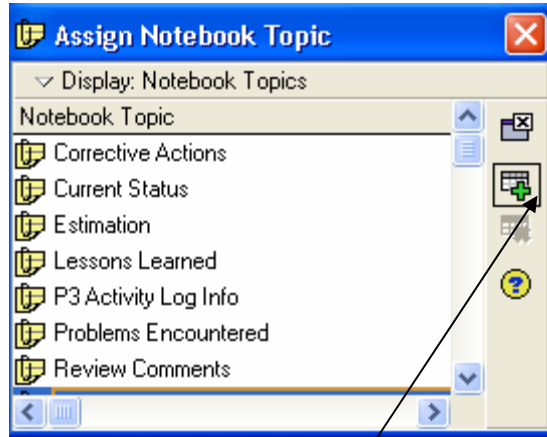 Assign Notebook Topic
Display: Notebook Topics
Notebook Topic
Corrective Actions
Current Status
Estimation
Lessons Learned
P3 Activity Log Info
Problems Encountered
Review Comments